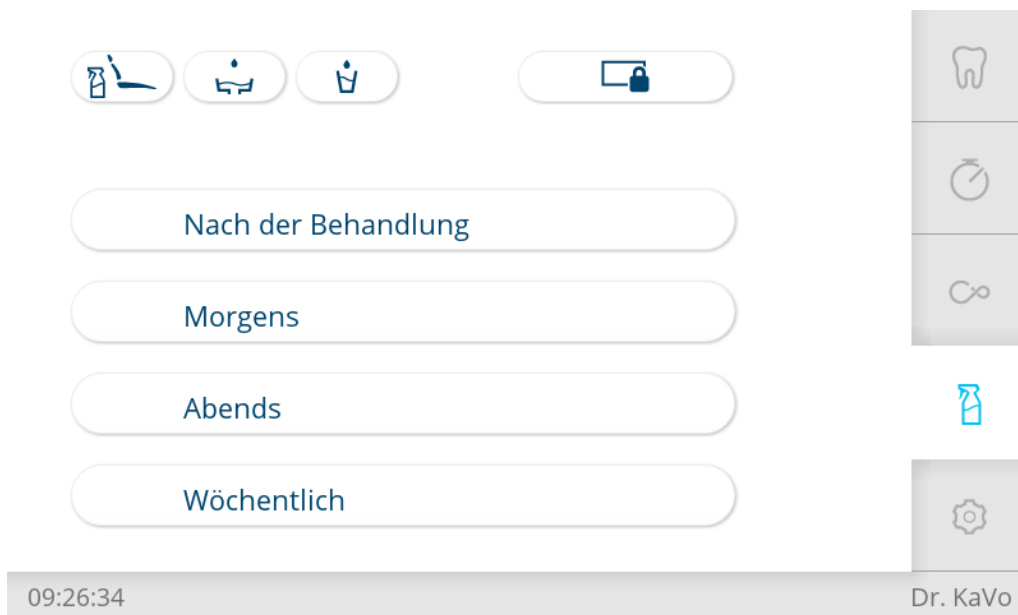 Nach der Behandlung
Morgens
Abends
Wöchentlich
09:26:34
Dr. KaVo